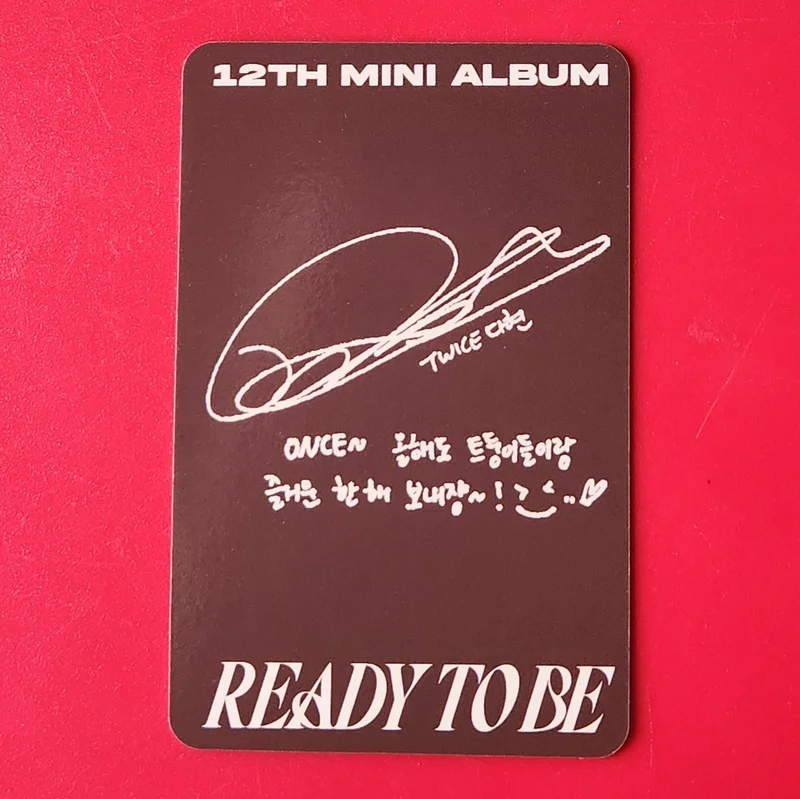 12TH MINI ALBUM
TWICE 다현
ONCE~ 올해도 트둥이들이랑
즐거운 한해 보내장~! >‿<..♡
READY TO BE